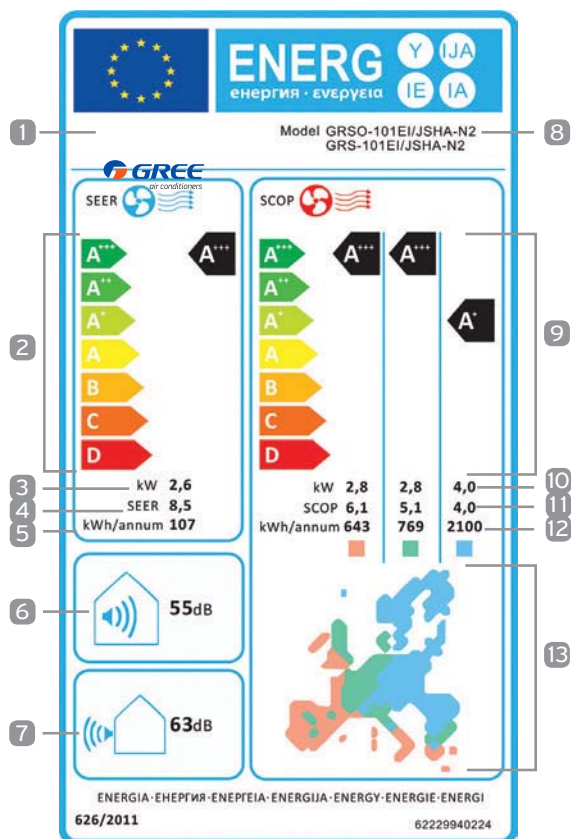 ENERG
енергия · ενεργεια
Y IJA
IE IA
1
Model GRSO-101EI/JSHA-N2
GRS-101EI/JSHA-N2
8
GREE
air conditioners
SEER
SCOP
2
A+++
A++
A+
A
B
C
D
A+++
A+++
A++
A+
A
B
C
D
A+++
A+++
A+
9
3
kW 2,6
4
SEER 8,5
5
kWh/annum 107
kW 2,8 2,8 4,0
10
SCOP 6,1 5,1 4,0
11
kWh/annum 643 769 2100
12
6
55dB
7
63dB
13
ENERGIA·ЕНЕРГИЯ·ΕΝΕΡΓΕΙΑ·ENERGIJA·ENERGY·ENERGIE·ENERGI
626/2011
62229940224